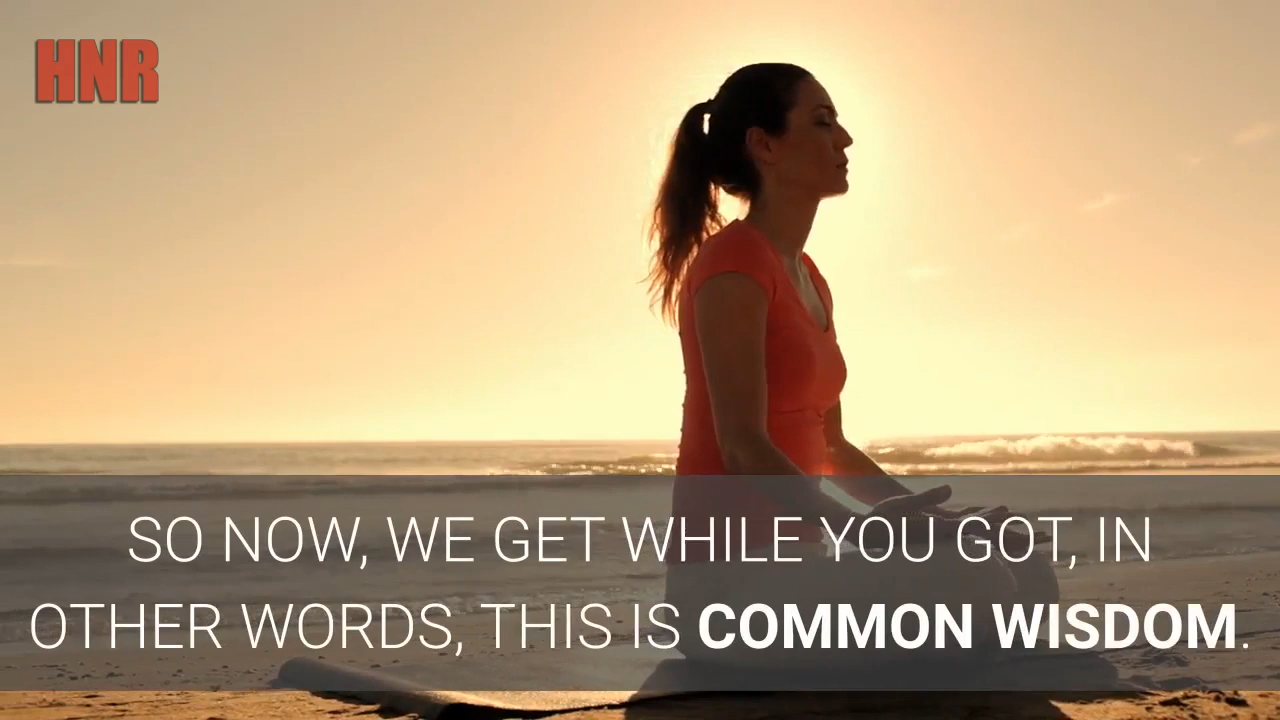 HNR
SO NOW, WE GET WHILE YOU GOT, IN
OTHER WORDS, THIS IS COMMON WISDOM.